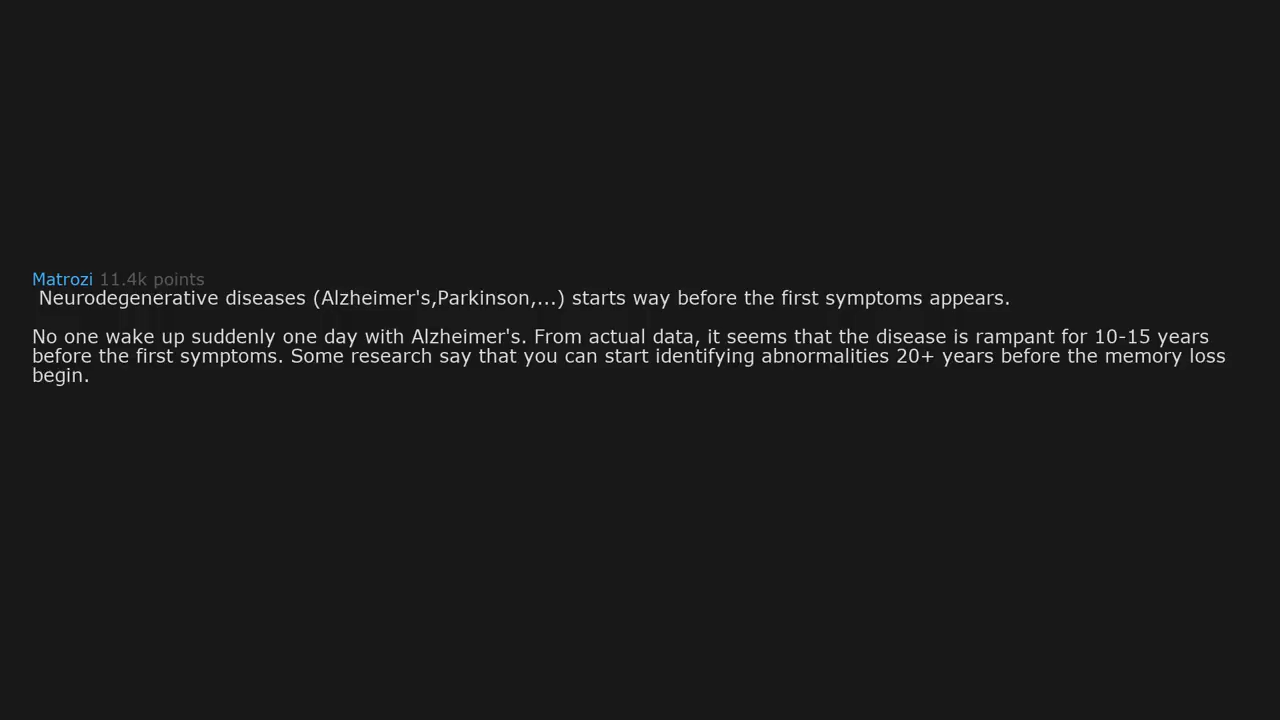 Matrozi 11.4k points
Neurodegenerative diseases (Alzheimer's,Parkinson,...) starts way before the first symptoms appears.
No one wake up suddenly one day with Alzheimer's. From actual data, it seems that the disease is rampant for 10-15 years
before the first symptoms. Some research say that you can start identifying abnormalities 20+ years before the memory loss
begin.